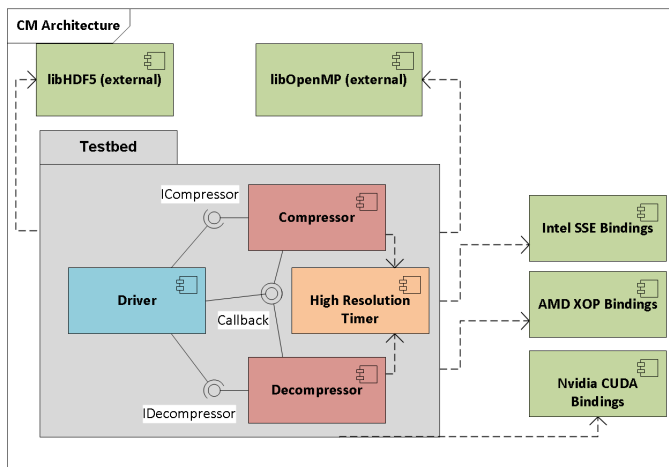 CM Architecture
libHDF5 (external)
libOpenMP (external)
Testbed
ICompressor
Compressor
Intel SSE Bindings
Driver
High Resolution
Timer
AMD XOP Bindings
Callback
Decompressor
IDecompressor
Nvidia CUDA
Bindings